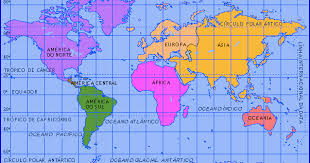 CÍRCULO POLAR ÁRTICO
EUROPA
ÁSIA
AMÉRICA
DO NORTE
TRÓPICO DE CÂNCER
AMÉRICA CENTRAL
ÁFRICA
EQUADOR
AMÉRICA
DO SUL
OCEANO ÍNDICO
OCEANO ATLÂNTICO
TRÓPICO DE CAPRICÓRNIO
OCEANIA
OCEANO PACÍFICO
CÍRCULO POLAR ANTÁRTICO
OCEANO GLACIAL ANTÁRTICO